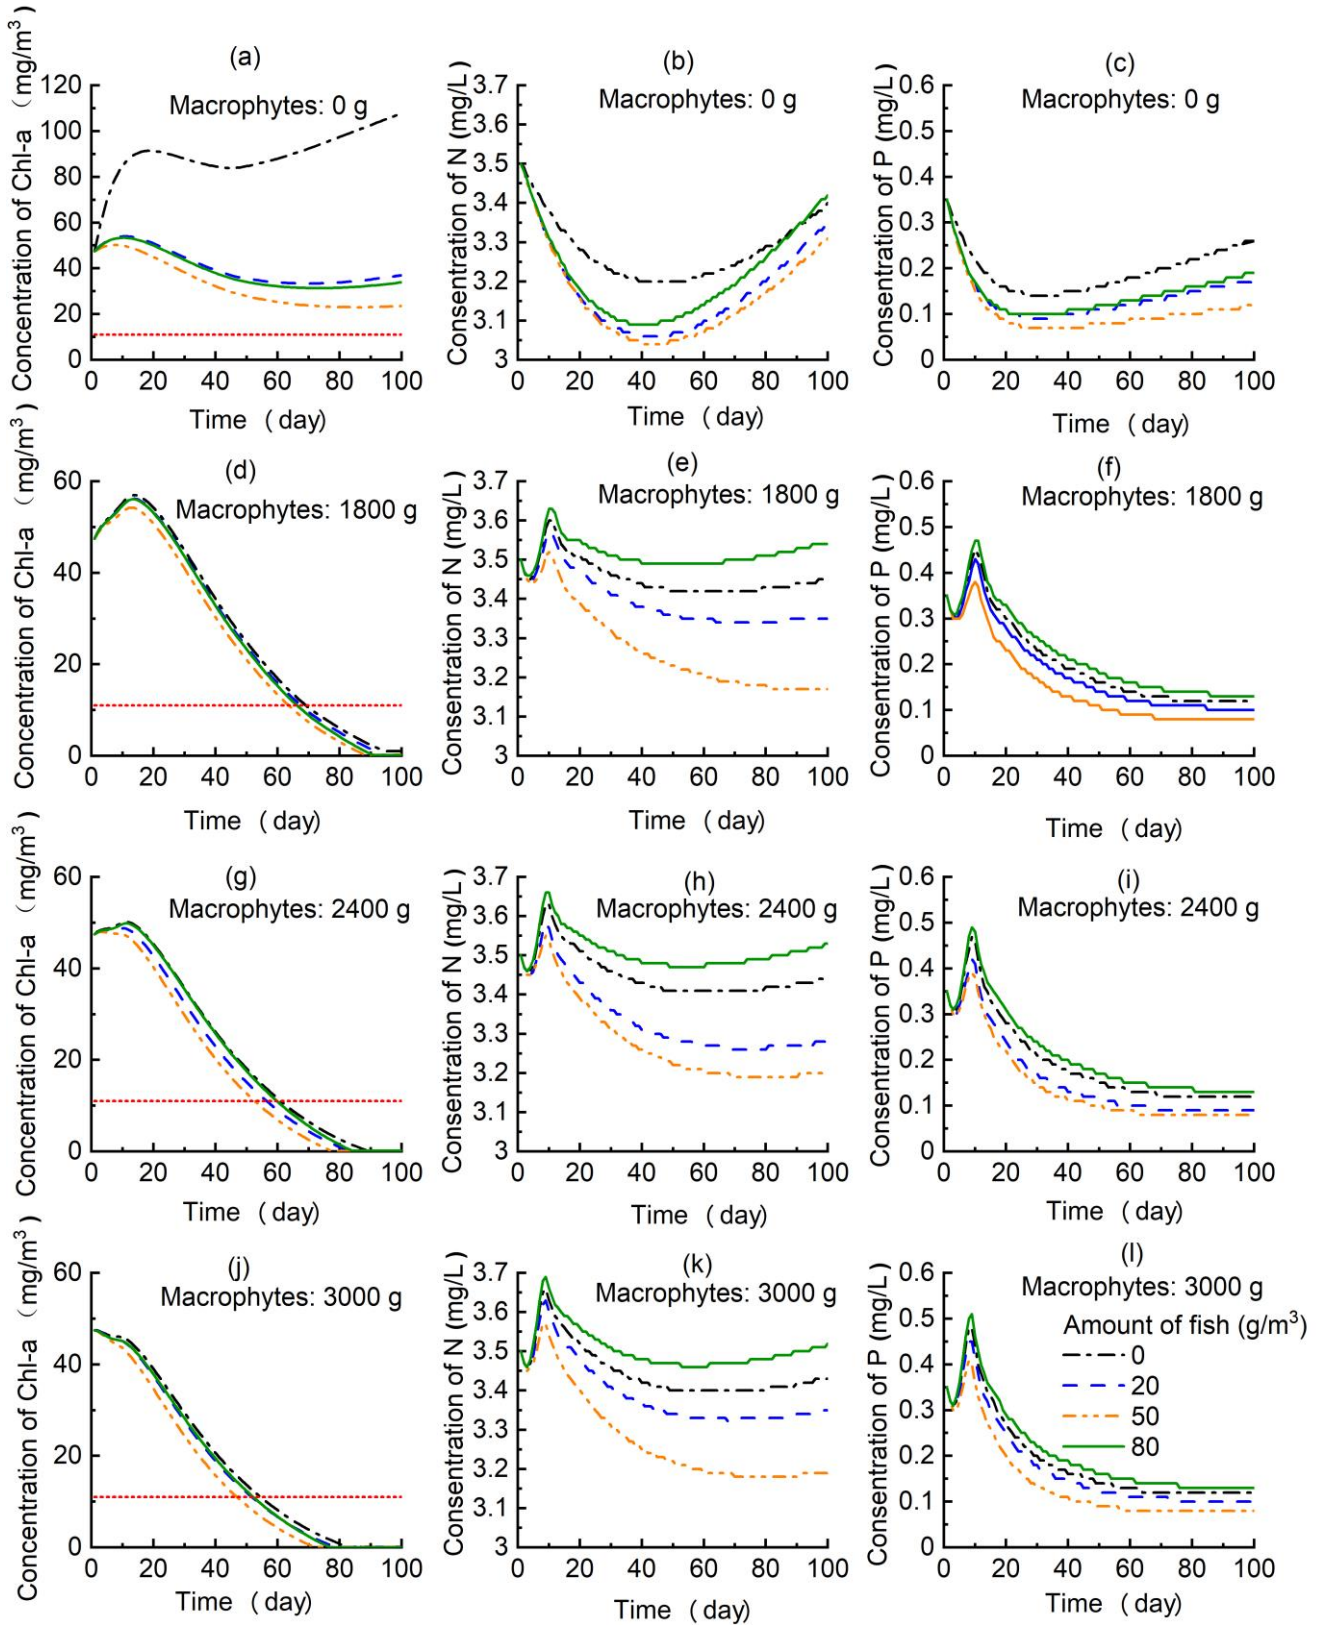 (a)
Macrophytes: 0 g
Concentration of Chl-a (mg/m³)
120
100
80
60
40
20
0
0 20 40 60 80 100
Time (day)
(b)
Macrophytes: 0 g
Consentration of N (mg/L)
3.7
3.6
3.5
3.4
3.3
3.2
3.1
3
0 20 40 60 80 100
Time (day)
(c)
Macrophytes: 0 g
Consentration of P (mg/L)
0.6
0.5
0.4
0.3
0.2
0.1
0
0 20 40 60 80 100
Time (day)
(d)
Macrophytes: 1800 g
Concentration of Chl-a (mg/m³)
60
40
20
0
0 20 40 60 80 100
Time (day)
(e)
Macrophytes: 1800 g
Consentration of N (mg/L)
3.7
3.6
3.5
3.4
3.3
3.2
3.1
3
0 20 40 60 80 100
Time (day)
(f)
Macrophytes: 1800 g
Consentration of P (mg/L)
0.6
0.5
0.4
0.3
0.2
0.1
0
0 20 40 60 80 100
Time (day)
(g)
Macrophytes: 2400 g
Concentration of Chl-a (mg/m³)
60
40
20
0
0 20 40 60 80 100
Time (day)
(h)
Macrophytes: 2400 g
Consentration of N (mg/L)
3.7
3.6
3.5
3.4
3.3
3.2
3.1
3
0 20 40 60 80 100
Time (day)
(i)
Macrophytes: 2400 g
Consentration of P (mg/L)
0.6
0.5
0.4
0.3
0.2
0.1
0
0 20 40 60 80 100
Time (day)
(j)
Macrophytes: 3000 g
Concentration of Chl-a (mg/m³)
60
40
20
0
0 20 40 60 80 100
Time (day)
(k)
Macrophytes: 3000 g
Consentration of N (mg/L)
3.7
3.6
3.5
3.4
3.3
3.2
3.1
3
0 20 40 60 80 100
Time (day)
(l)
Macrophytes: 3000 g
Amount of fish (g/m³)
0
20
50
80
Consentration of P (mg/L)
0.6
0.5
0.4
0.3
0.2
0.1
0
0 20 40 60 80 100
Time (day)